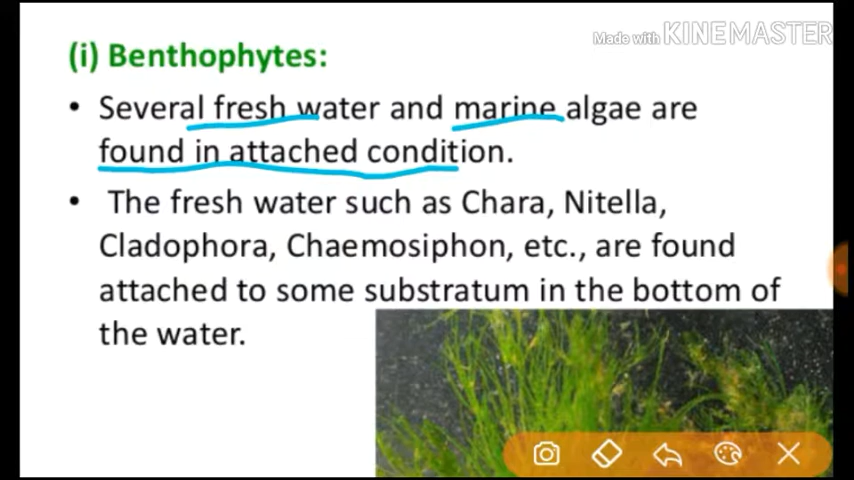 Made with KINEMASTER
(i) Benthophytes:
• Several fresh water and marine algae are
found in attached condition.
• The fresh water such as Chara, Nitella,
Cladophora, Chaemosiphon, etc., are found
attached to some substratum in the bottom of
the water.